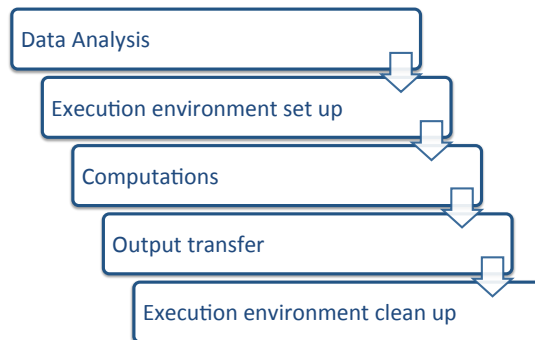 Data Analysis
Execution environment set up
Computations
Output transfer
Execution environment clean up